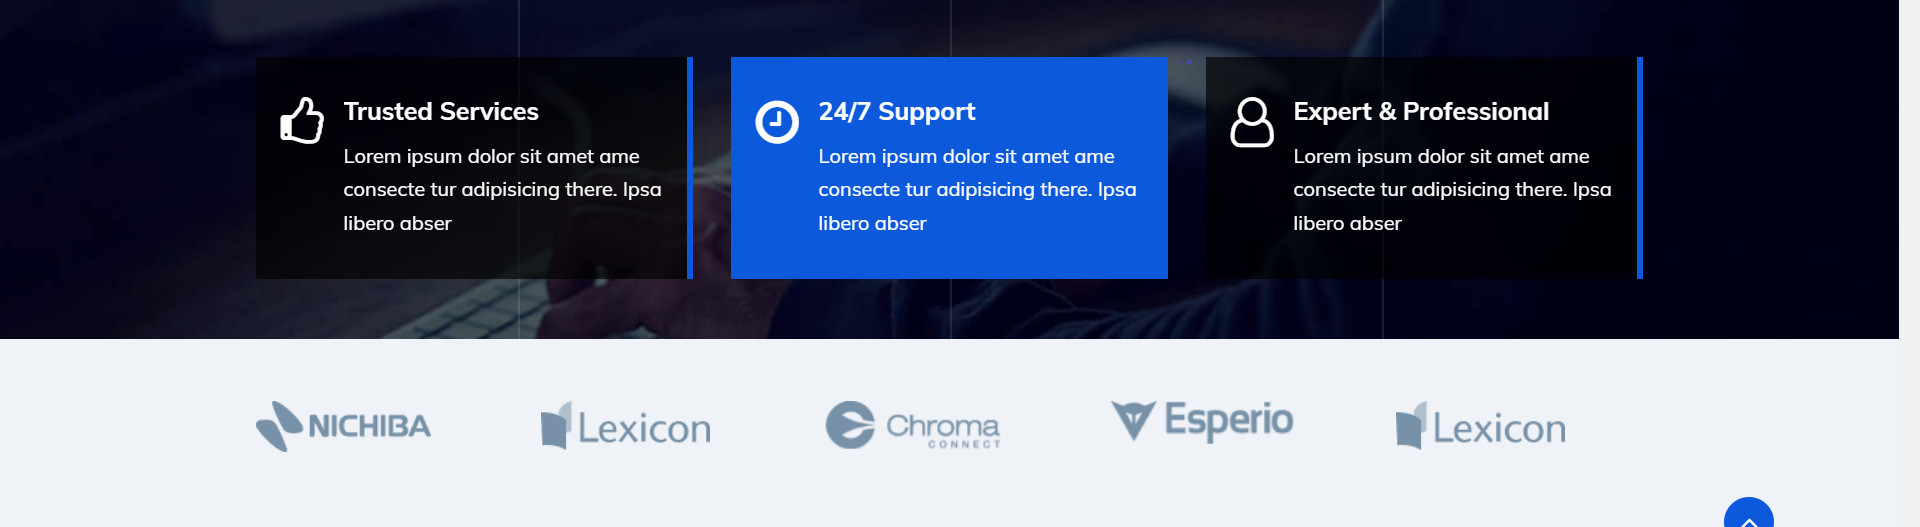 Trusted Services
Lorem ipsum dolor sit amet ame
consecte tur adipisicing there. Ipsa
libero abser
24/7 Support
Lorem ipsum dolor sit amet ame
consecte tur adipisicing there. Ipsa
libero abser
Expert & Professional
Lorem ipsum dolor sit amet ame
consecte tur adipisicing there. Ipsa
libero abser
NICHIBA
Lexicon
Chroma
CONNECT
Esperio
Lexicon